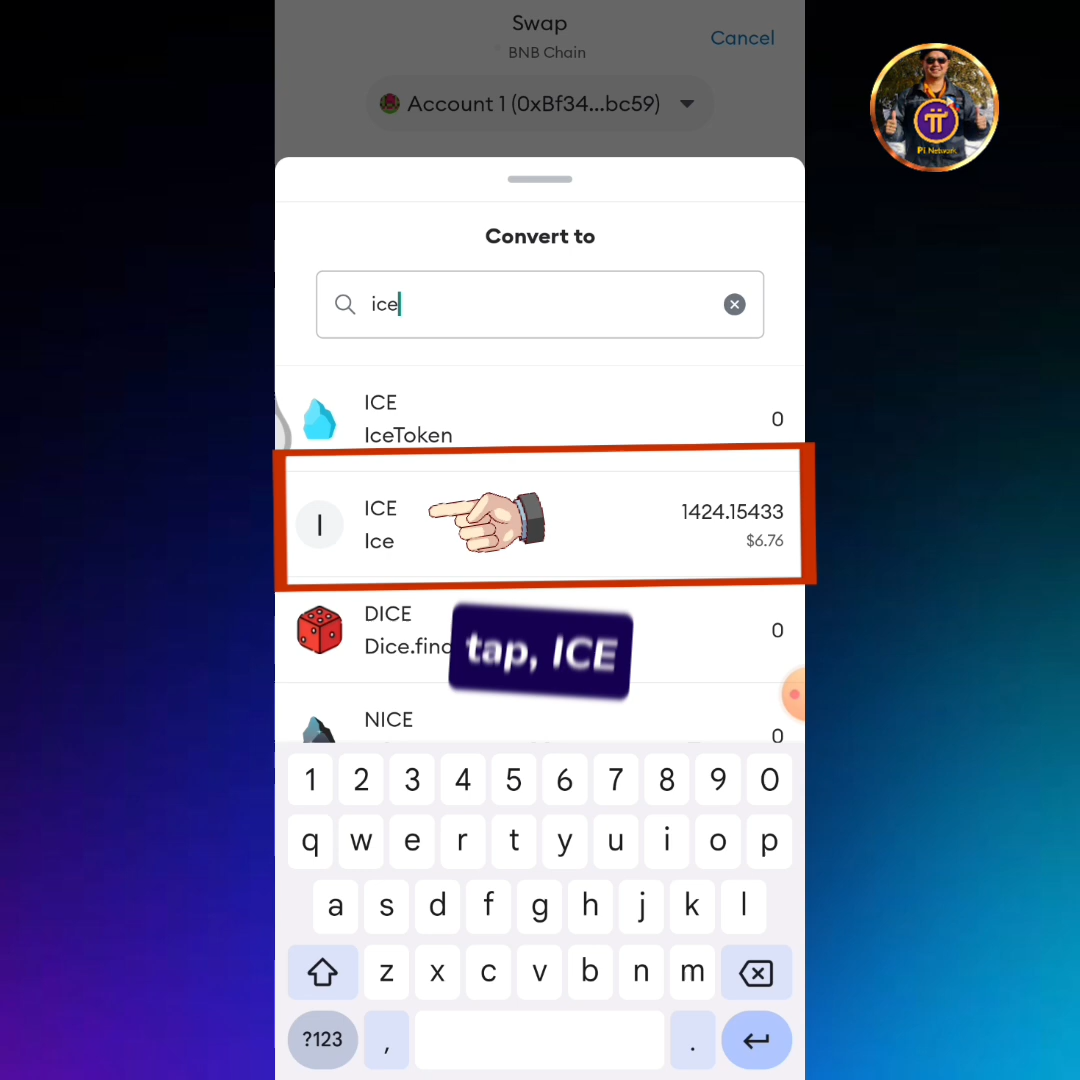 Swap
BNB Chain
Cancel
Account 1 (0xBf34...bc59)
Pi Network
Convert to
ice
ICE
IceToken
0
I
ICE
Ice
1424.15433
$6.76
DICE
Dice.finc
0
tap, ICE
NICE
0
1 2 3 4 5 6 7 8 9 0
q w e r t y u i o p
a s d f g h j k l
z x c v b n m
?123 , .